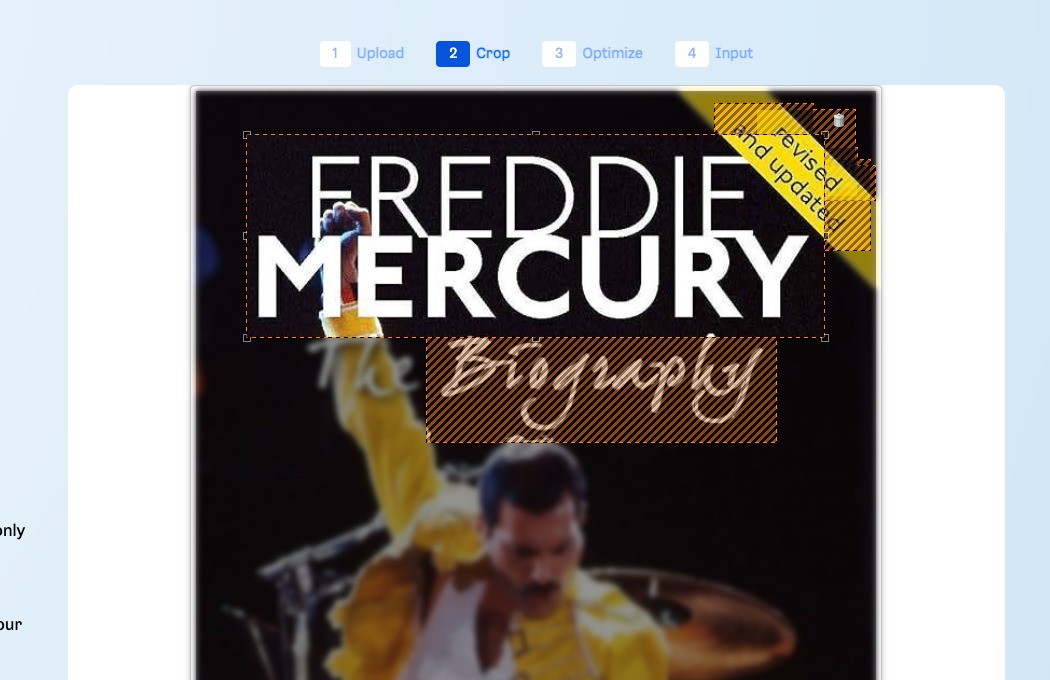 1 Upload 2 Crop 3 Optimize 4 Input
revised
and updated
FREDDIE
MERCURY
The Biography
only
our